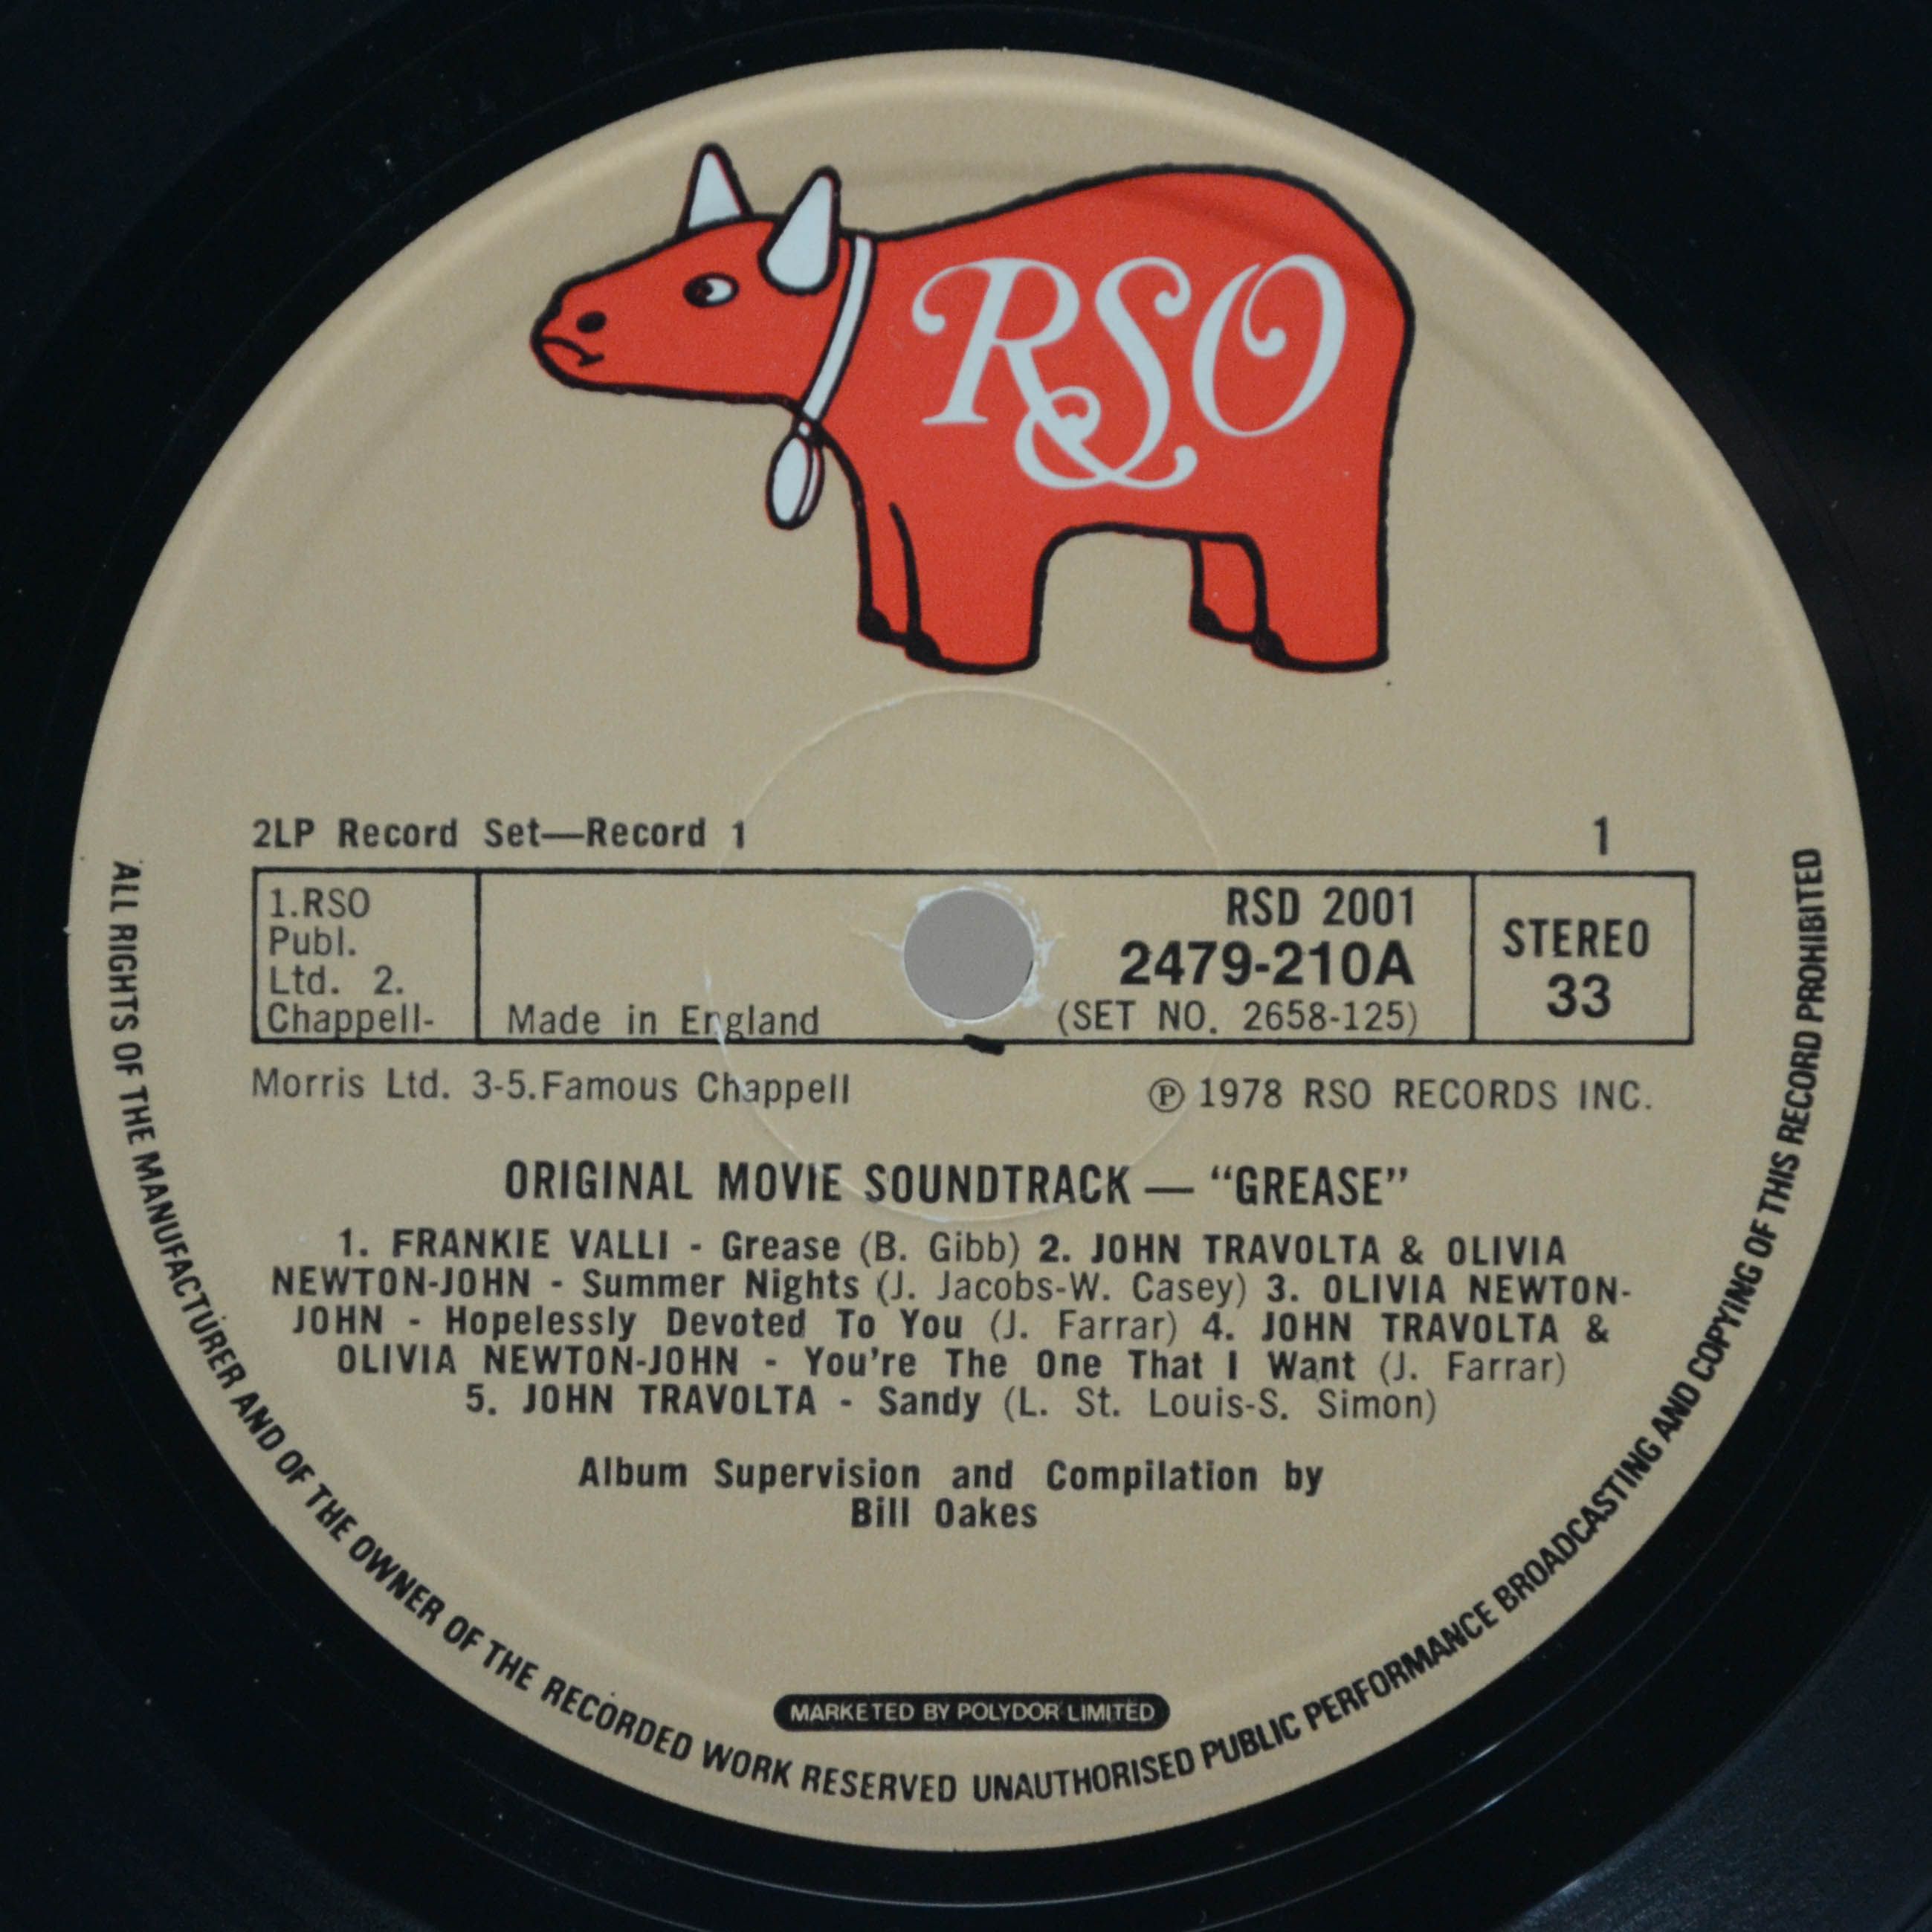 RSO
2LP Record Set—Record 1
1
1.RSO
Publ.
Ltd. 2.
Chappell-
Made in England
RSD 2001
2479-210A
(SET NO. 2658-125)
STEREO
33
Morris Ltd. 3-5.Famous Chappell
℗ 1978 RSO RECORDS INC.
ORIGINAL MOVIE SOUNDTRACK — “GREASE”
1. FRANKIE VALLI - Grease (B. Gibb) 2. JOHN TRAVOLTA & OLIVIA
NEWTON-JOHN - Summer Nights (J. Jacobs-W. Casey) 3. OLIVIA NEWTON-
JOHN - Hopelessly Devoted To You (J. Farrar) 4. JOHN TRAVOLTA &
OLIVIA NEWTON-JOHN - You're The One That I Want (J. Farrar)
5. JOHN TRAVOLTA - Sandy (L. St. Louis-S. Simon)
Album Supervision and Compilation by
Bill Oakes
MARKETED BY POLYDOR LIMITED
ALL RIGHTS OF THE MANUFACTURER AND OF THE OWNER OF THE RECORDED WORK RESERVED UNAUTHORISED PUBLIC PERFORMANCE BROADCASTING AND COPYING OF THIS RECORD PROHIBITED